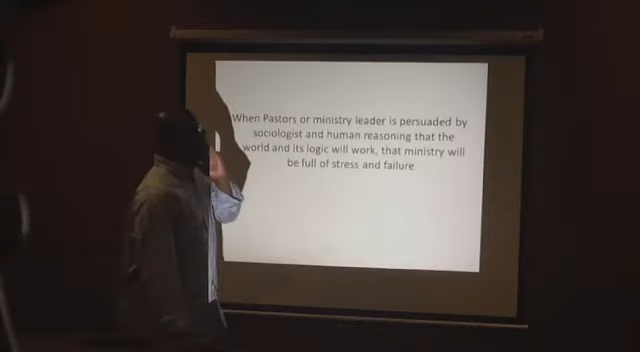 When Pastors or ministry leader is persuaded by
sociologist and human reasoning that the
world and its logic will work, that ministry will
be full of stress and failure